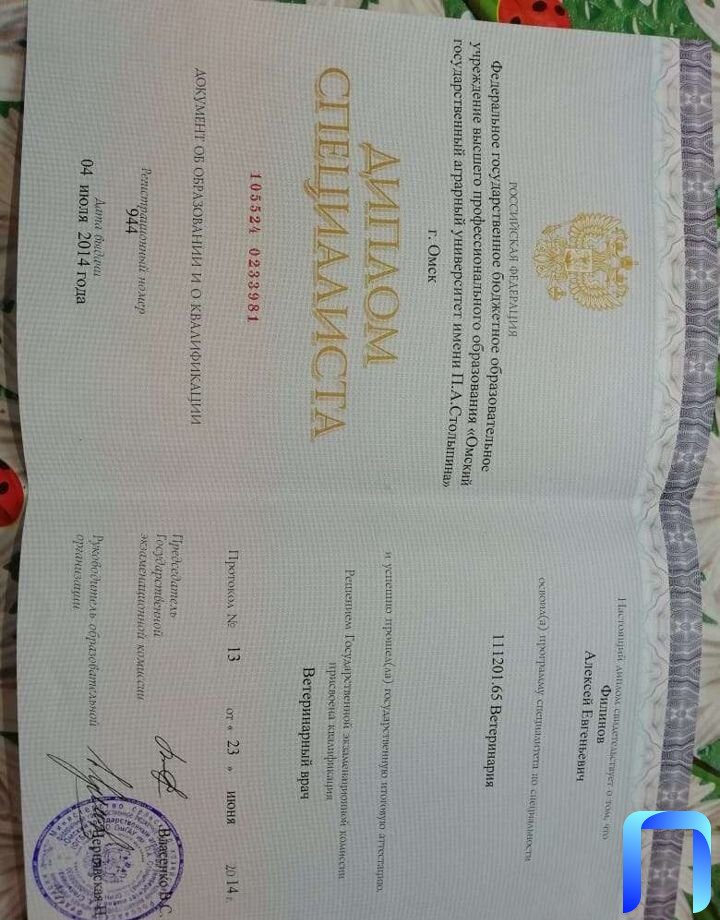 РОССИЙСКАЯ ФЕДЕРАЦИЯ
Федеральное государственное бюджетное образовательное
учреждение высшего профессионального образования «Омский
государственный аграрный университет имени П.А.Столыпина»
г. Омск
ДИПЛОМ
СПЕЦИАЛИСТА
105524 0233981
ДОКУМЕНТ ОБ ОБРАЗОВАНИИ И О КВАЛИФИКАЦИИ
Регистрационный номер
944
Дата выдачи
04 июля 2014 года
Настоящий диплом свидетельствует о том, что
Филинов
Алексей Евгеньевич
освоил(а) программу специалитета по специальности
111201.65 Ветеринария
и успешно прошел(ла) государственную итоговую аттестацию.
Решением Государственной экзаменационной комиссии
присвоена квалификация
Ветеринарный врач
Протокол № 13 от « 23 » июня 2014 г.
Председатель
Государственной
экзаменационной комиссии
Власенко В.С.
Руководитель образовательной
организации